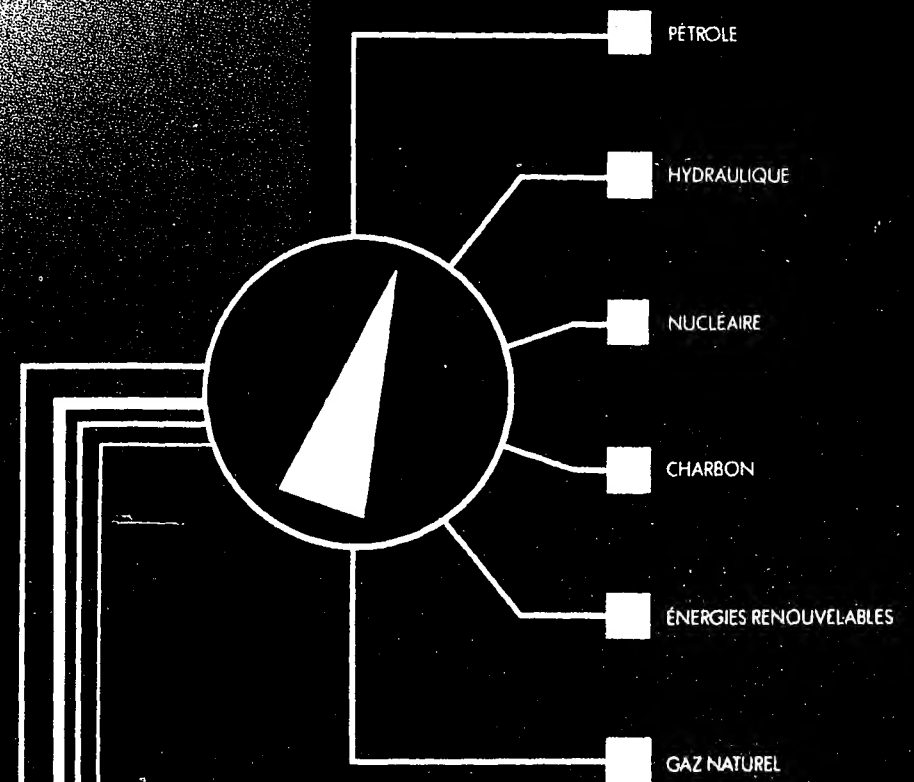 PÉTROLE
HYDRAULIQUE
NUCLÉAIRE
CHARBON
ÉNERGIES RENOUVELABLES
GAZ NATUREL